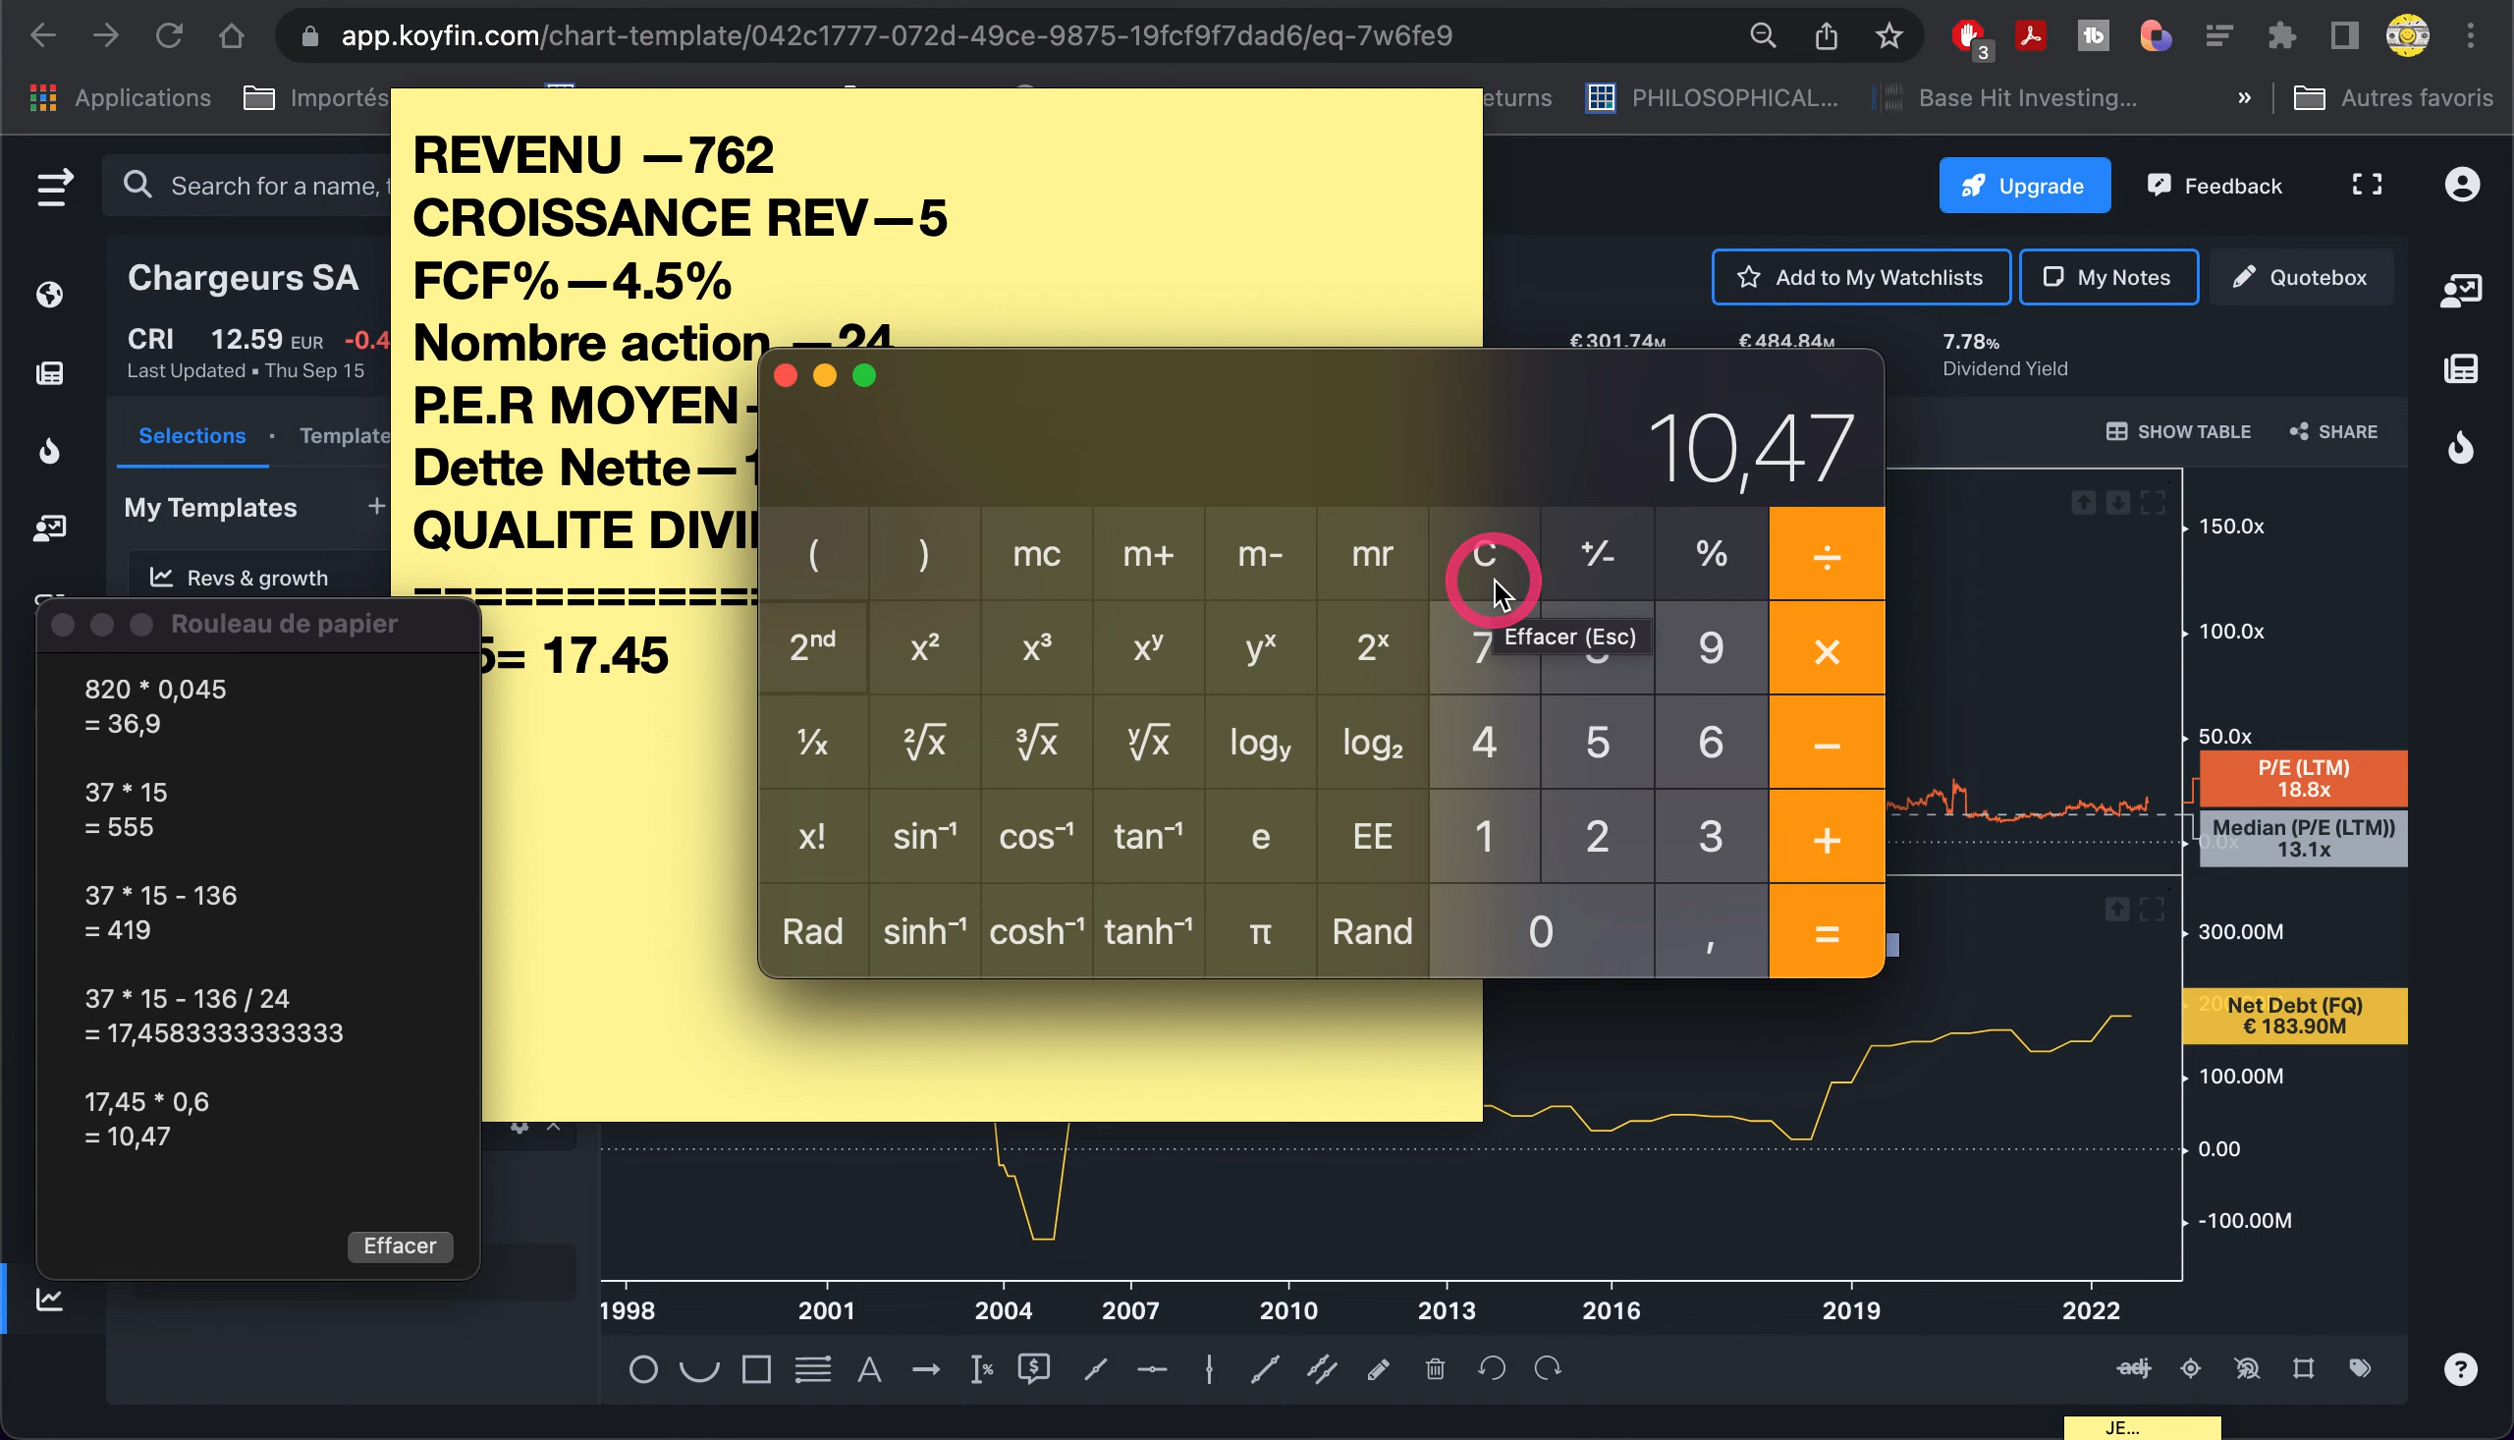 app.koyfin.com/chart-template/042c1777-072d-49ce-9875-19fcf9f7dad6/eq-7w6fe9
3
Applications
Importés
eturns
PHILOSOPHICAL...
Base Hit Investing...
»
Autres favoris
Search for a name,
Upgrade
Feedback
Chargeurs SA
Add to My Watchlists
My Notes
Quotebox
CRI 12.59 EUR -0.4
Last Updated • Thu Sep 15
€301.74M
€484.84M
7.78%
Dividend Yield
Selections · Template
SHOW TABLE
SHARE
My Templates +
Revs & growth
REVENU —762
CROISSANCE REV—5
FCF%—4.5%
Nombre action —24
P.E.R MOYEN-
Dette Nette—1
QUALITE DIVI
============
5= 17.45
10,47
( ) mc m+ m- mr C +/- % ÷
2nd x² x³ xʸ yˣ 2ˣ 7 8 9 ×
Effacer (Esc)
1/x ²√x ³√x ʸ√x logy log₂ 4 5 6 −
x! sin⁻¹ cos⁻¹ tan⁻¹ e EE 1 2 3 +
Rad sinh⁻¹ cosh⁻¹ tanh⁻¹ π Rand 0 , =
Rouleau de papier
820 * 0,045
= 36,9
37 * 15
= 555
37 * 15 - 136
= 419
37 * 15 - 136 / 24
= 17,4583333333333
17,45 * 0,6
= 10,47
Effacer
150.0x
100.0x
50.0x
P/E (LTM)
18.8x
Median (P/E (LTM))
13.1x
0.0x
300.00M
Net Debt (FQ)
€ 183.90M
100.00M
0.00
-100.00M
1998 2001 2004 2007 2010 2013 2016 2019 2022
A
%
$
adj
?
JE...